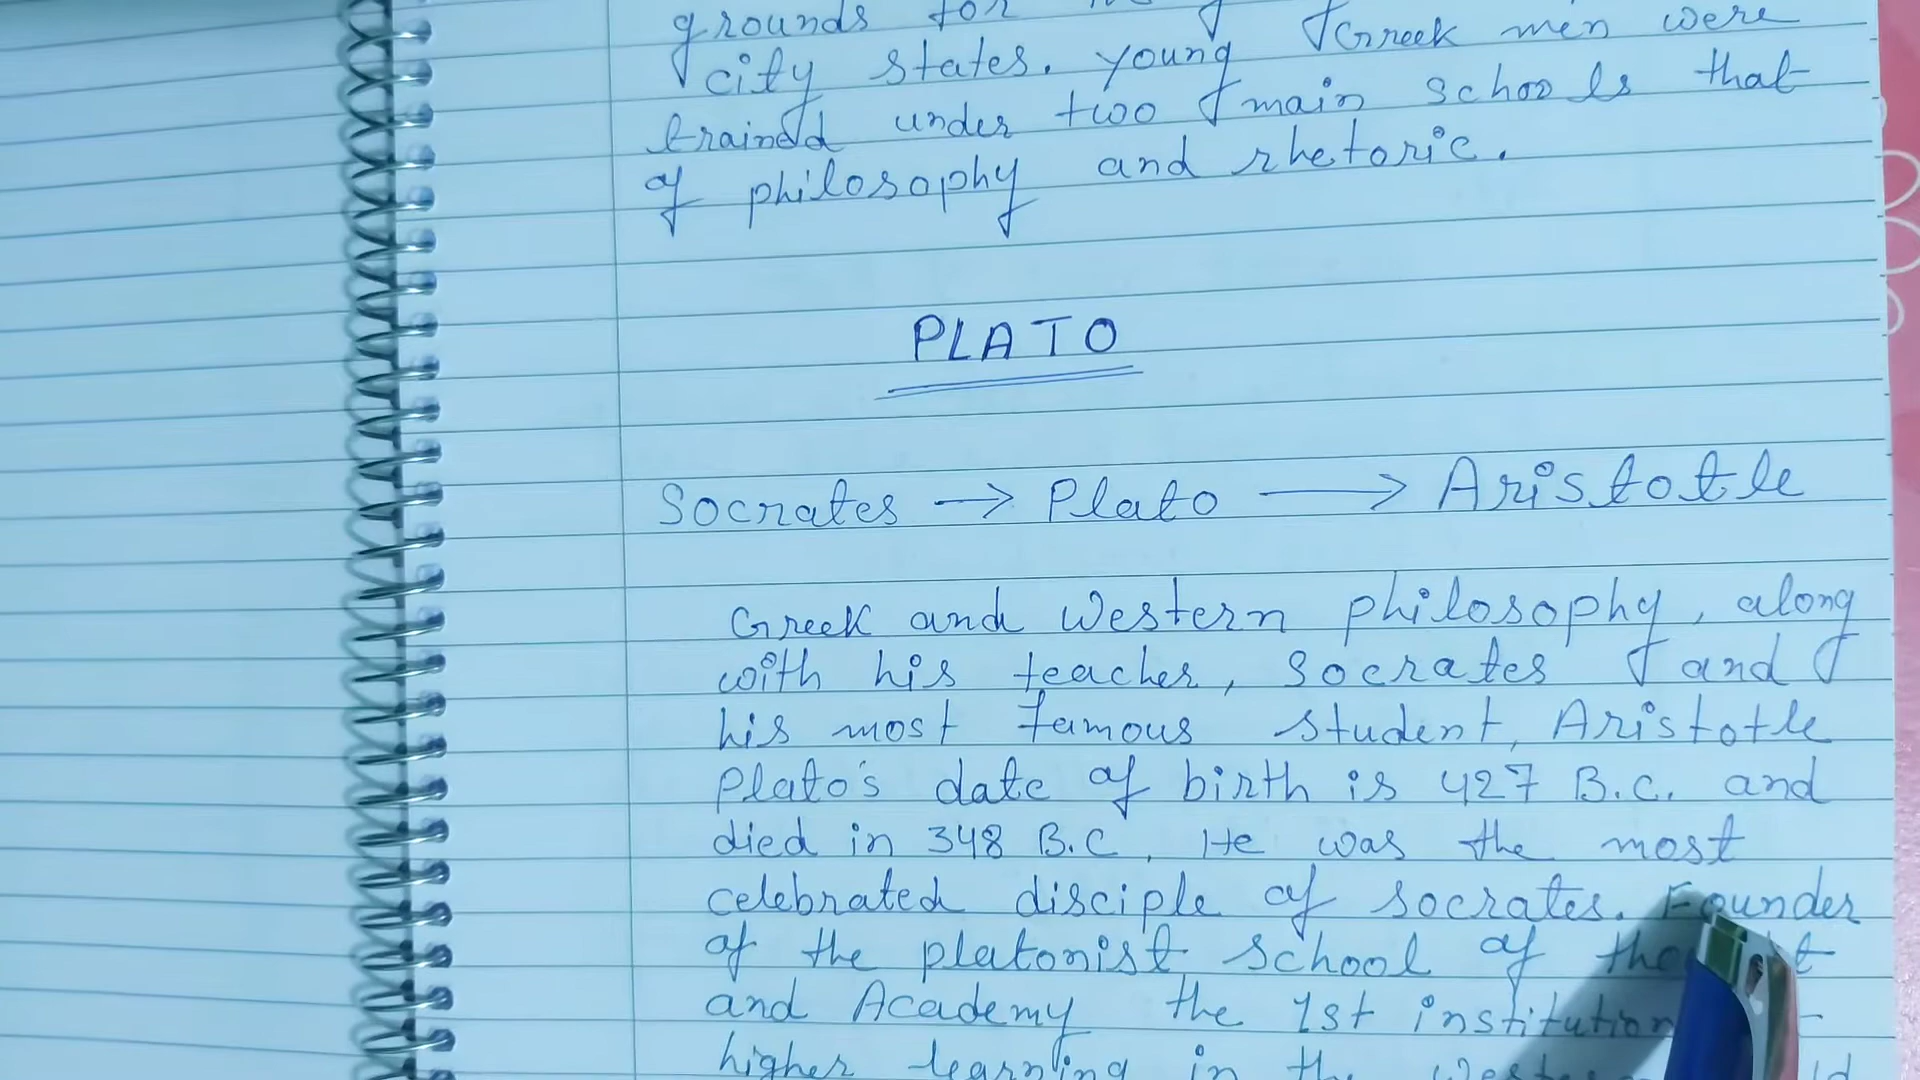 grounds for
city states. young Greek men were
trained under two main schools that
of philosophy and rhetoric.
PLATO
Socrates → Plato → Aristotle
Greek and Western philosophy, along
with his teacher, Socrates and
his most famous student, Aristotle
Plato's date of birth is 427 B.C. and
died in 348 B.C. He was the most
celebrated disciple of Socrates. Founder
of the platonist school of
and Academy the 1st institution
higher learning in the